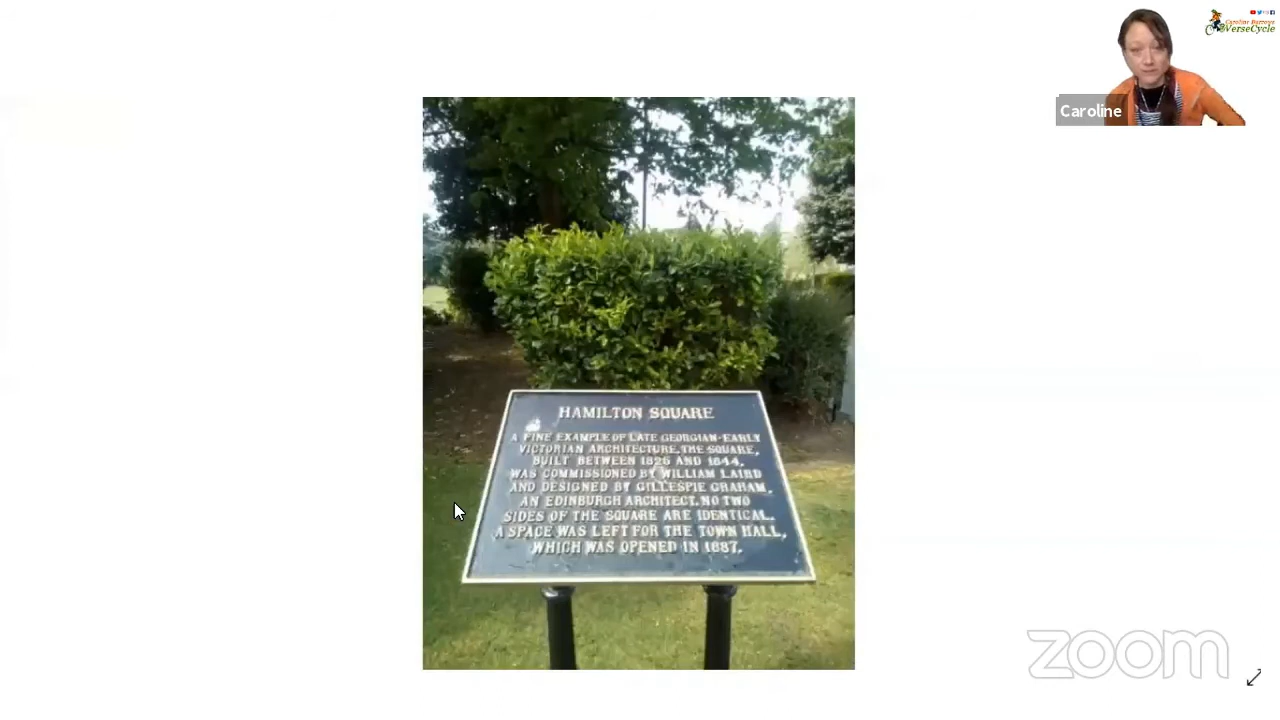 Caroline Burrows
VerseCycle
Caroline
HAMILTON SQUARE
A FINE EXAMPLE OF LATE GEORGIAN-EARLY
VICTORIAN ARCHITECTURE, THE SQUARE,
BUILT BETWEEN 1826 AND 1844,
WAS COMMISSIONED BY WILLIAM LAIRD
AND DESIGNED BY GILLESPIE GRAHAM,
AN EDINBURGH ARCHITECT. NO TWO
SIDES OF THE SQUARE ARE IDENTICAL.
A SPACE WAS LEFT FOR THE TOWN HALL,
WHICH WAS OPENED IN 1887.
zoom